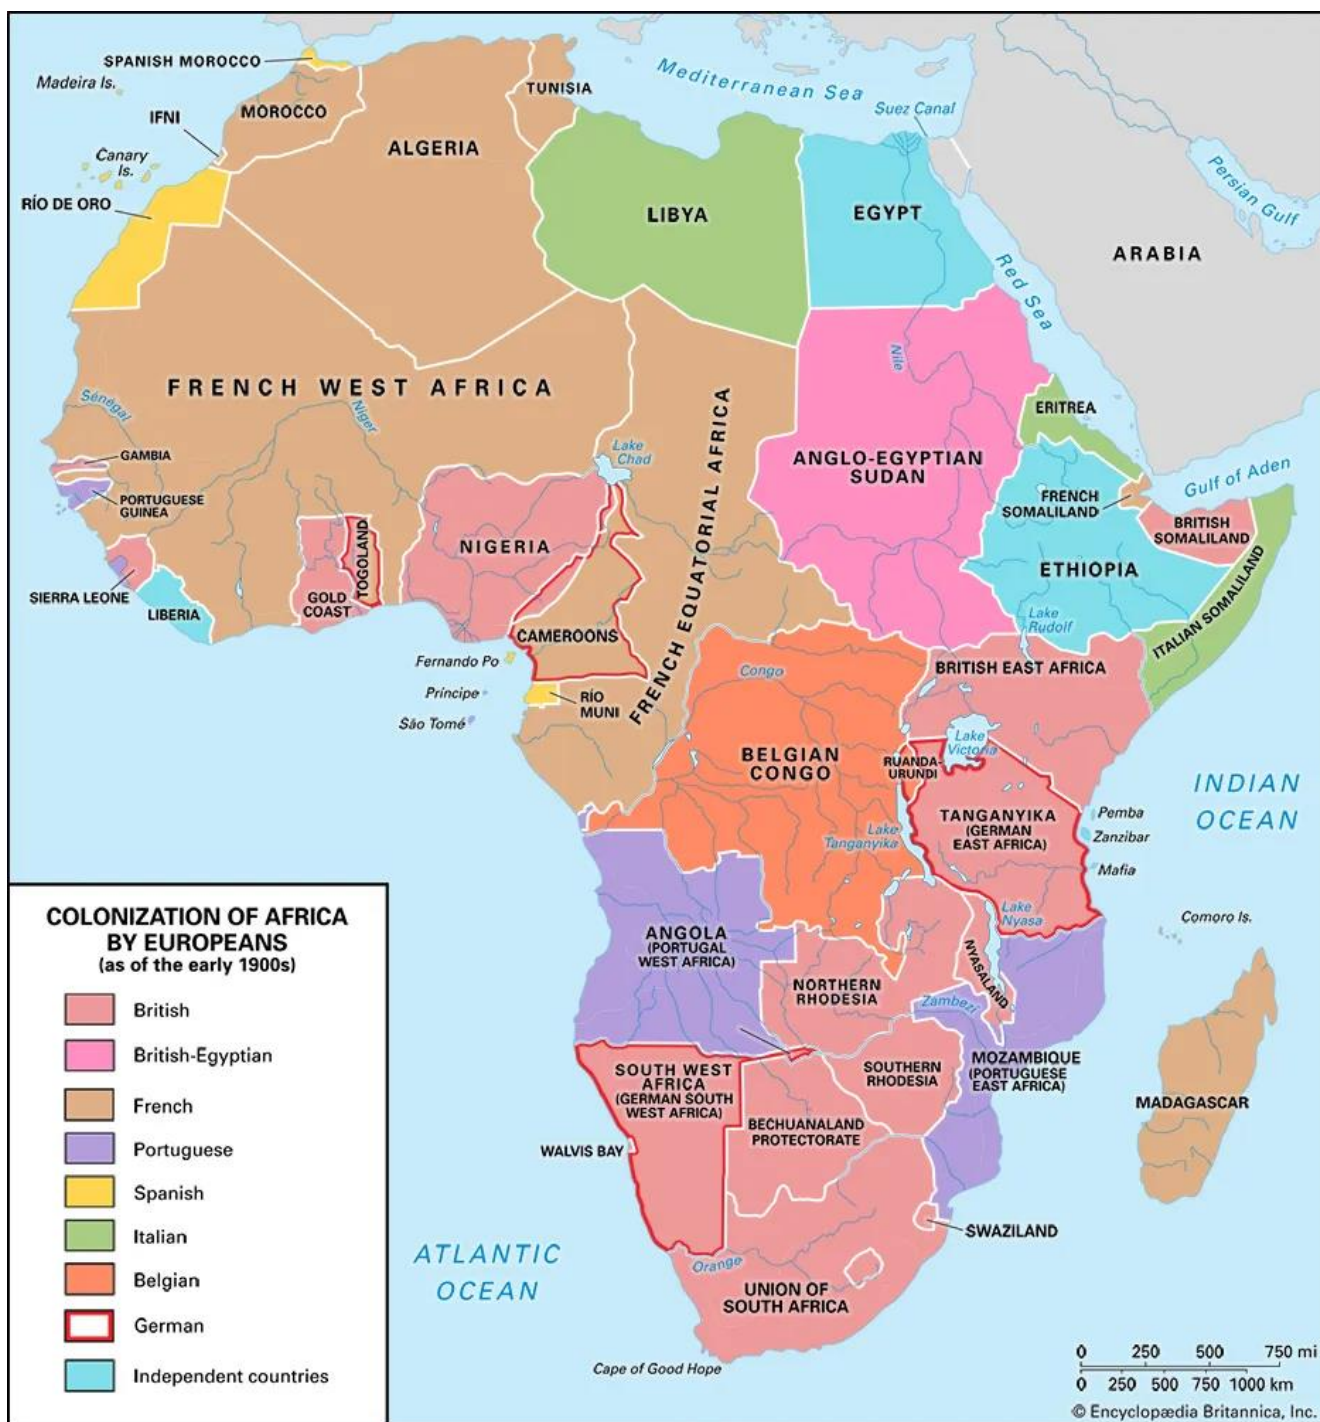 SPANISH MOROCCO
Madeira Is.
MOROCCO
TUNISIA
Mediterranean Sea
Suez Canal
IFNI
ALGERIA
Canary
Is.
RÍO DE ORO
LIBYA
EGYPT
Persian Gulf
ARABIA
Red Sea
Nile
FRENCH WEST AFRICA
Sénégal
Niger
ERITREA
GAMBIA
Lake
Chad
ANGLO-EGYPTIAN
SUDAN
Gulf of Aden
PORTUGUESE
GUINEA
FRENCH
SOMALILAND
BRITISH
SOMALILAND
NIGERIA
TOGOLAND
FRENCH EQUATORIAL AFRICA
ETHIOPIA
ITALIAN SOMALILAND
SIERRA LEONE
LIBERIA
GOLD
COAST
Lake
Rudolf
CAMEROONS
Fernando Po
BRITISH EAST AFRICA
Congo
Príncipe
RÍO
MUNI
São Tomé
Lake
Victoria
BELGIAN
CONGO
RUANDA-
URUNDI
INDIAN
OCEAN
TANGANYIKA
(GERMAN
EAST AFRICA)
Pemba
Zanzibar
Mafia
Lake
Tanganyika
Lake
Nyasa
Comoro Is.
ANGOLA
(PORTUGAL
WEST AFRICA)
NYASALAND
NORTHERN
RHODESIA
Zambezi
MOZAMBIQUE
(PORTUGUESE
EAST AFRICA)
SOUTH WEST
AFRICA
(GERMAN SOUTH
WEST AFRICA)
SOUTHERN
RHODESIA
MADAGASCAR
BECHUANALAND
PROTECTORATE
WALVIS BAY
SWAZILAND
ATLANTIC
OCEAN
Orange
UNION OF
SOUTH AFRICA
Cape of Good Hope
COLONIZATION OF AFRICA
BY EUROPEANS
(as of the early 1900s)
British
British-Egyptian
French
Portuguese
Spanish
Italian
Belgian
German
Independent countries
0 250 500 750 mi
0 250 500 750 1000 km
© Encyclopædia Britannica, Inc.